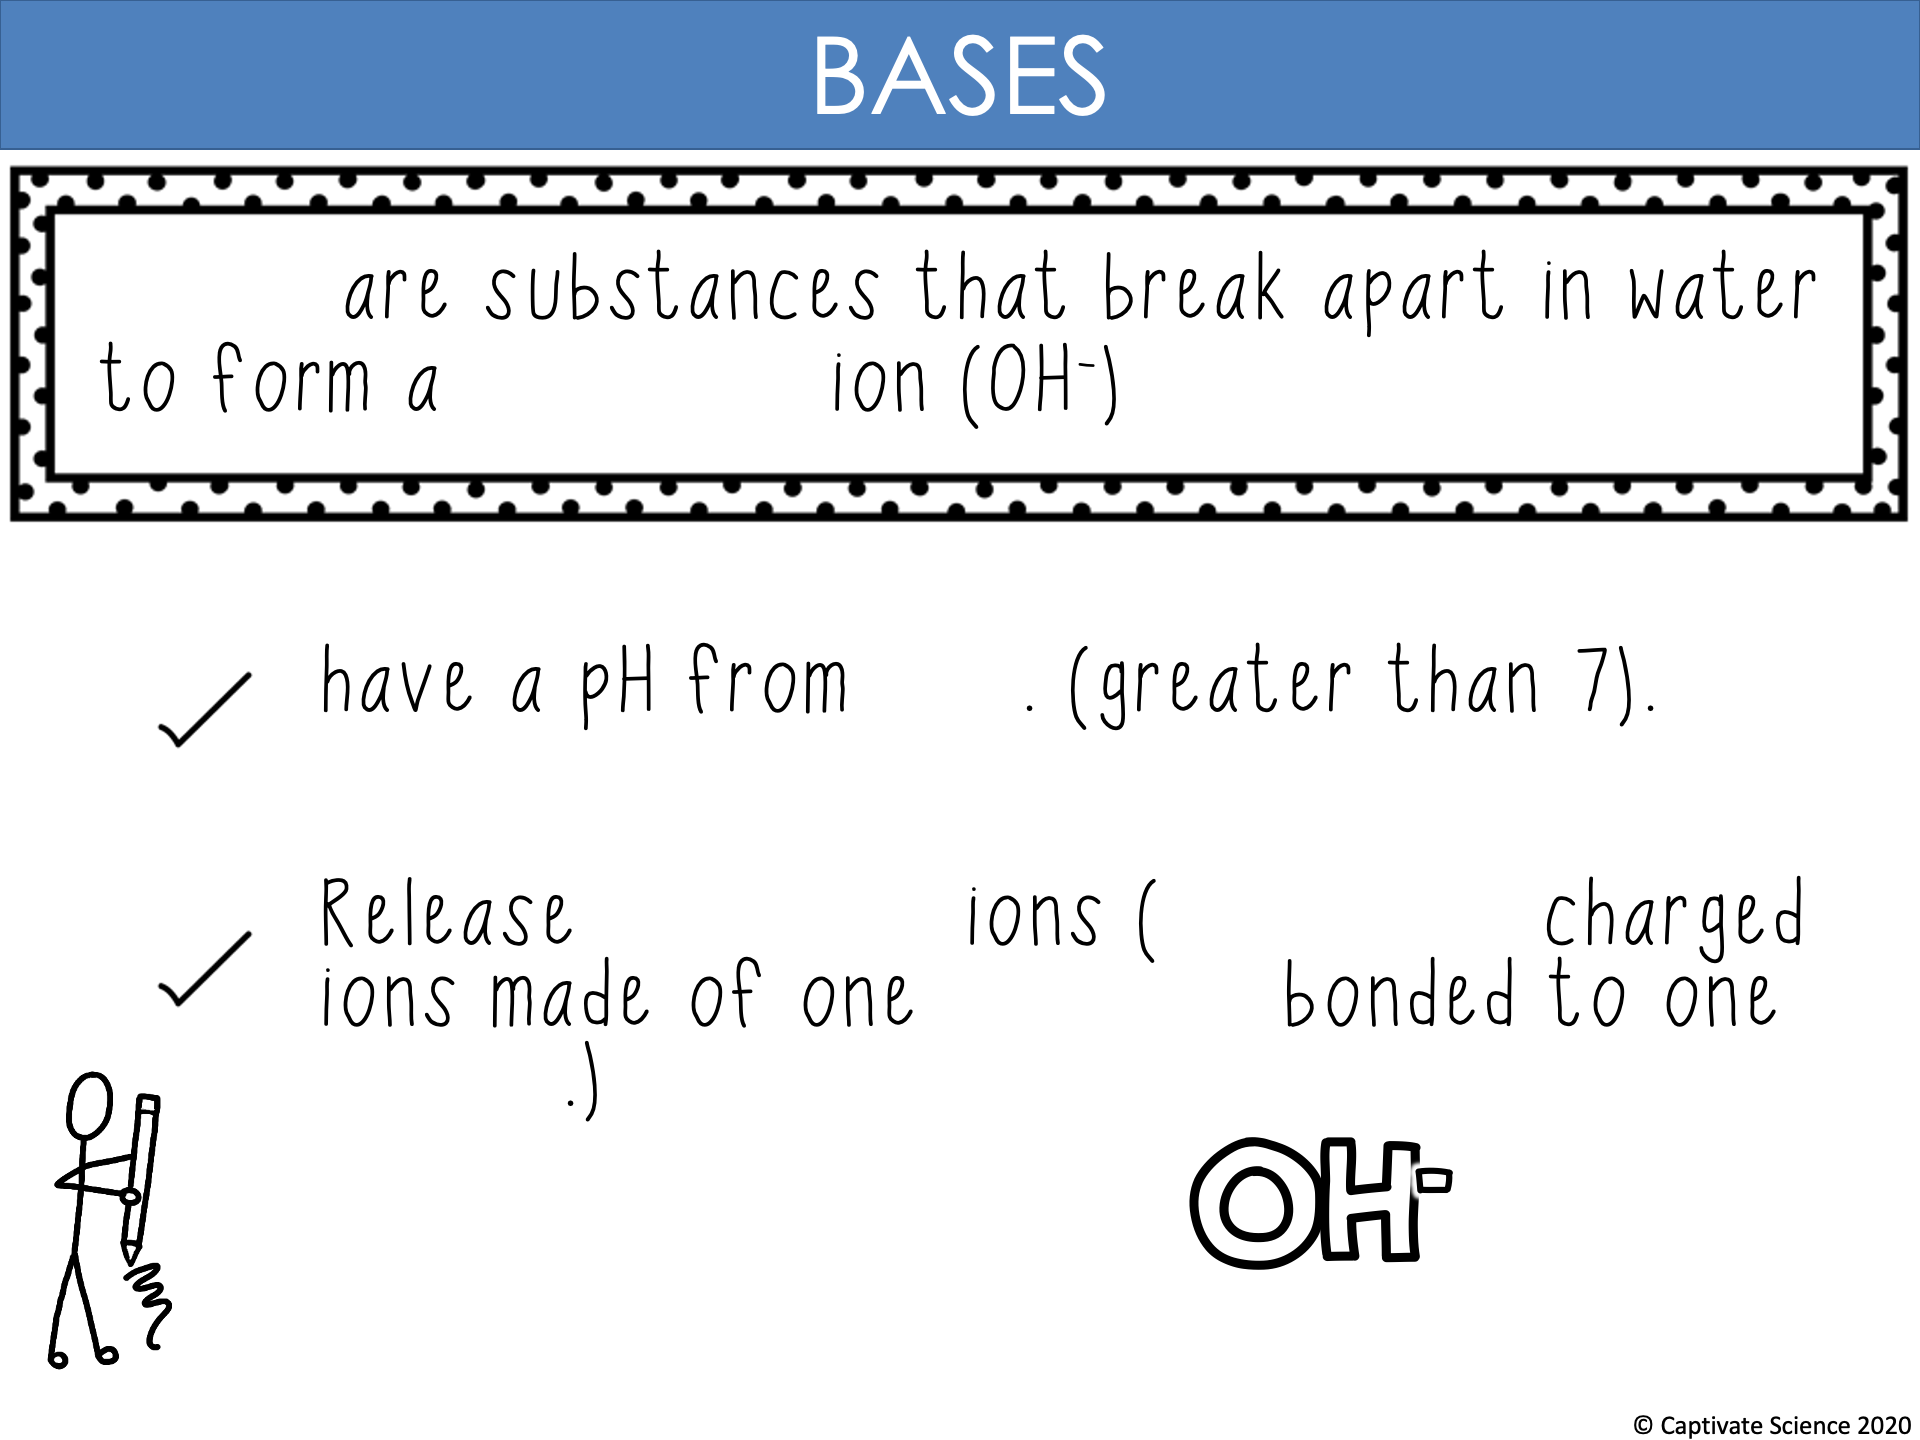 BASES
are substances that break apart in water
to form a ion (OH⁻)
have a pH from . (greater than 7).
Release ions ( charged
ions made of one bonded to one
.)
OH-
© Captivate Science 2020